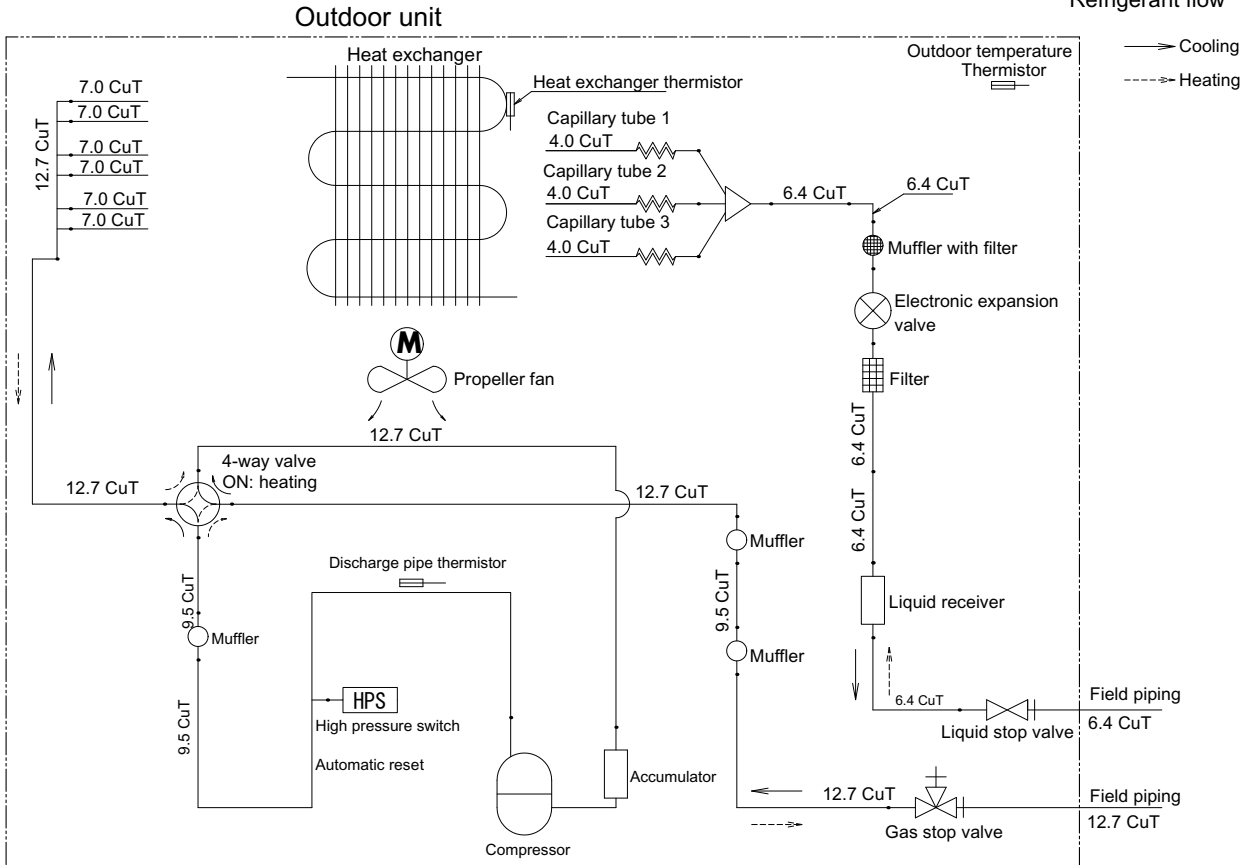 Refrigerant flow
Outdoor unit
Cooling
Heating
Heat exchanger
Outdoor temperature
Thermistor
Heat exchanger thermistor
7.0 CuT
7.0 CuT
7.0 CuT
7.0 CuT
7.0 CuT
7.0 CuT
12.7 CuT
Capillary tube 1
4.0 CuT
Capillary tube 2
4.0 CuT
Capillary tube 3
4.0 CuT
6.4 CuT
6.4 CuT
Muffler with filter
Electronic expansion
valve
Filter
M
Propeller fan
12.7 CuT
4-way valve
ON: heating
12.7 CuT
12.7 CuT
6.4 CuT
6.4 CuT
Muffler
Discharge pipe thermistor
9.5 CuT
Muffler
9.5 CuT
Muffler
Liquid receiver
HPS
High pressure switch
Automatic reset
9.5 CuT
6.4 CuT
Liquid stop valve
Field piping
6.4 CuT
Accumulator
Compressor
12.7 CuT
Gas stop valve
Field piping
12.7 CuT